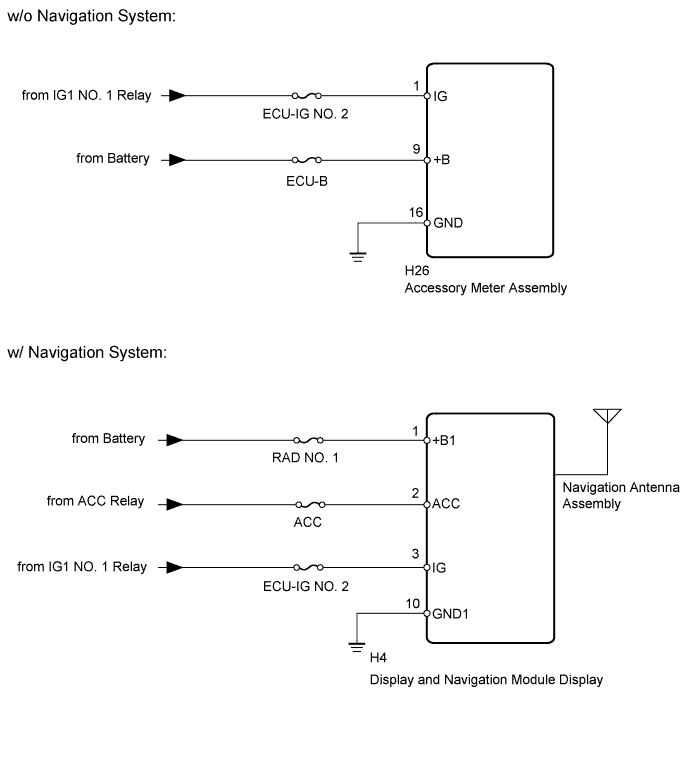 w/o Navigation System:
1
from IG1 NO. 1 Relay
IG
ECU-IG NO. 2
9
from Battery
+B
ECU-B
16
GND
H26
Accessory Meter Assembly
w/ Navigation System:
1
from Battery
+B1
RAD NO. 1
2
from ACC Relay
ACC
ACC
3
from IG1 NO. 1 Relay
IG
ECU-IG NO. 2
10
GND1
Navigation Antenna
Assembly
H4
Display and Navigation Module Display